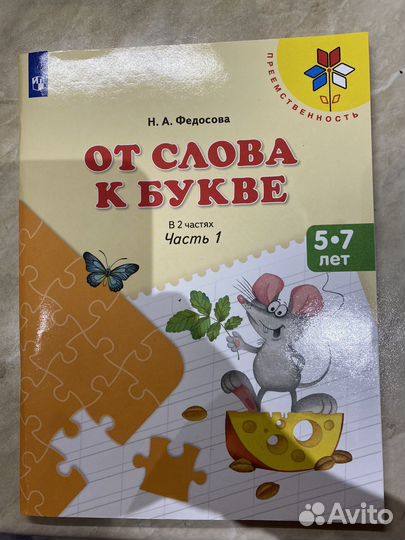 ПРЕЕМСТВЕННОСТЬ
Н. А. Федосова
ОТ СЛОВА
К БУКВЕ
В 2 частях
Часть 1
5•7
лет
Avito